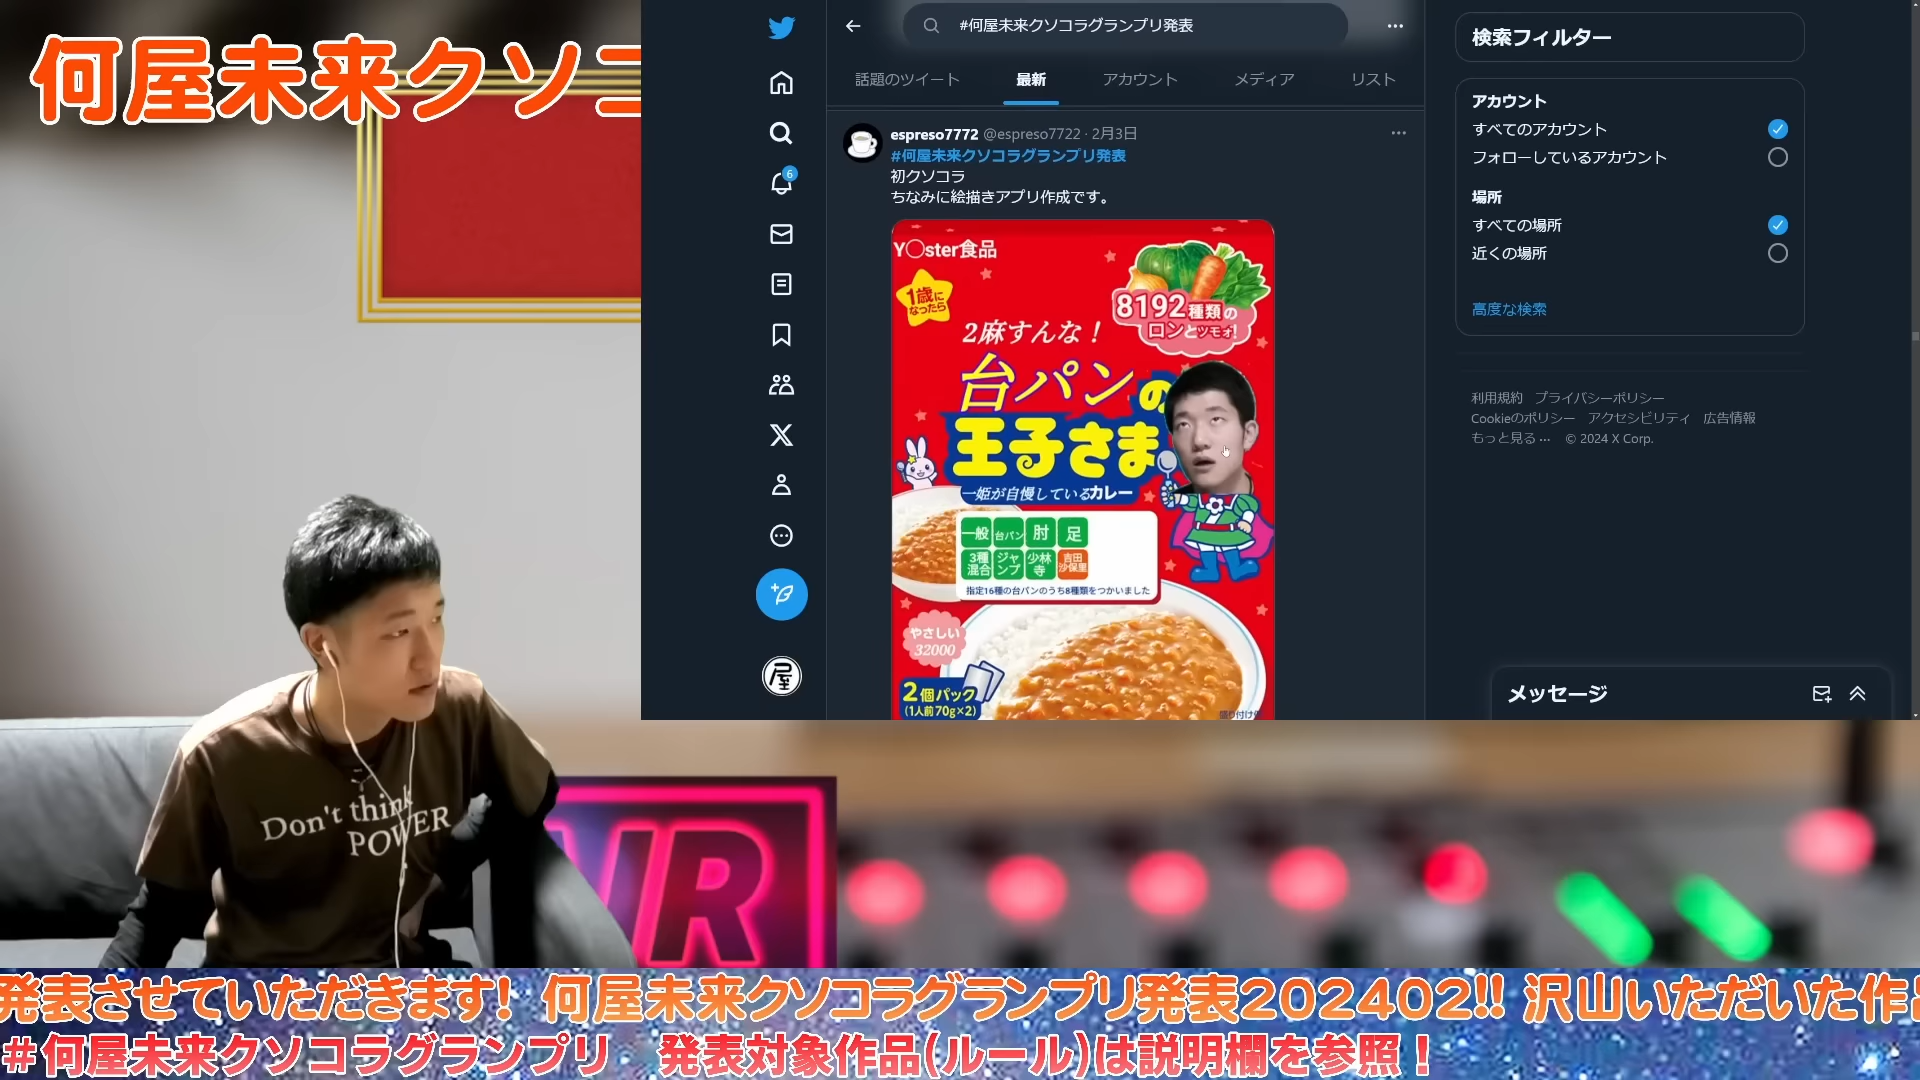 何屋未来クソコ
#何屋未来クソコラグランプリ発表
話題のツイート
最新
アカウント
メディア
リスト
6
espreso7772 @espreso7722 · 2月3日
#何屋未来クソコラグランプリ発表
初クソコラ
ちなみに絵描きアプリ作成です。
Y〇ster食品
1歳に
なったら
8192種類の
ロンとツモォ!
2麻すんな！
台パンの
王子さま
一姫が自慢しているカレー
一般
台パン
肘
足
3種
混合
ジャ
ンプ
少林
寺
吉田
沙保里
指定16種の台パンのうち8種類をつかいました
やさしい
32000
2個パック
(1人前70g×2)
検索フィルター
アカウント
すべてのアカウント
フォローしているアカウント
場所
すべての場所
近くの場所
高度な検索
利用規約 プライバシーポリシー
Cookieのポリシー アクセシビリティ 広告情報
もっと見る ··· © 2024 X Corp.
メッセージ
屋
Don't think
POWER
VR
発表させていただきます! 何屋未来クソコラグランプリ発表202402!! 沢山いただいた作品
#何屋未来クソコラグランプリ 発表対象作品(ルール)は説明欄を参照！